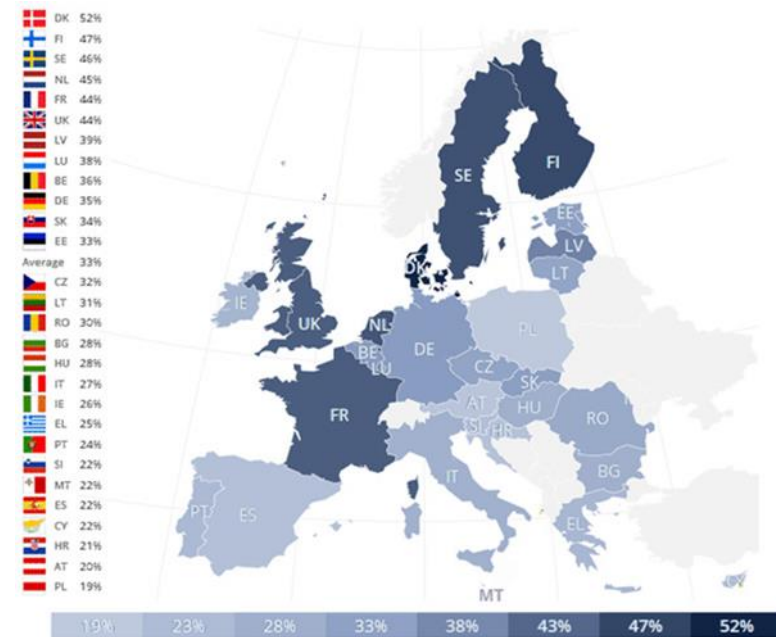 DK 52%
FI 47%
SE 46%
NL 45%
FR 44%
UK 44%
LV 39%
LU 38%
BE 36%
DE 35%
SK 34%
EE 33%
Average 33%
CZ 32%
LT 31%
RO 30%
BG 28%
HU 28%
IT 27%
IE 26%
EL 25%
PT 24%
SI 22%
MT 22%
ES 22%
CY 22%
HR 21%
AT 20%
PL 19%
SE
FI
EE
LV
LT
DK
IE
UK
NL
BE
LU
DE
PL
CZ
SK
AT
HU
SI
HR
RO
FR
IT
BG
PT
ES
EL
CY
MT
19% 23% 28% 33% 38% 43% 47% 52%